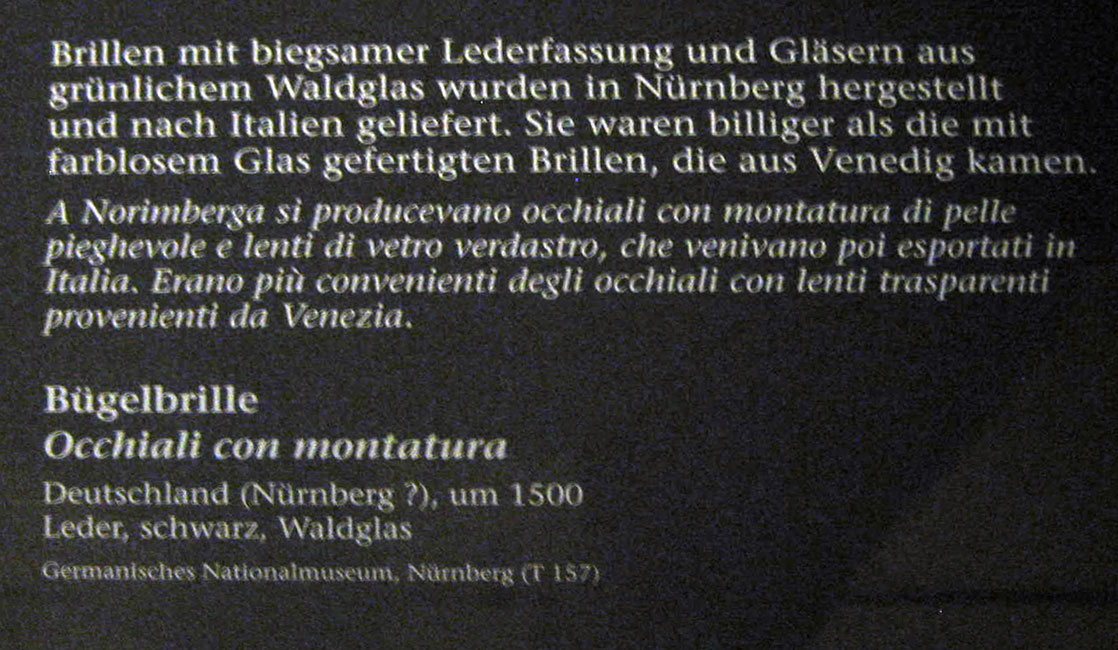 Brillen mit biegsamer Lederfassung und Gläsern aus
grünlichem Waldglas wurden in Nürnberg hergestellt
und nach Italien geliefert. Sie waren billiger als die mit
farblosem Glas gefertigten Brillen, die aus Venedig kamen.
A Norimberga si producevano occhiali con montatura di pelle
pieghevole e lenti di vetro verdastro, che venivano poi esportati in
Italia. Erano più convenienti degli occhiali con lenti trasparenti
provenienti da Venezia.
Bügelbrille
Occhiali con montatura
Deutschland (Nürnberg ?), um 1500
Leder, schwarz, Waldglas
Germanisches Nationalmuseum, Nürnberg (T 157)